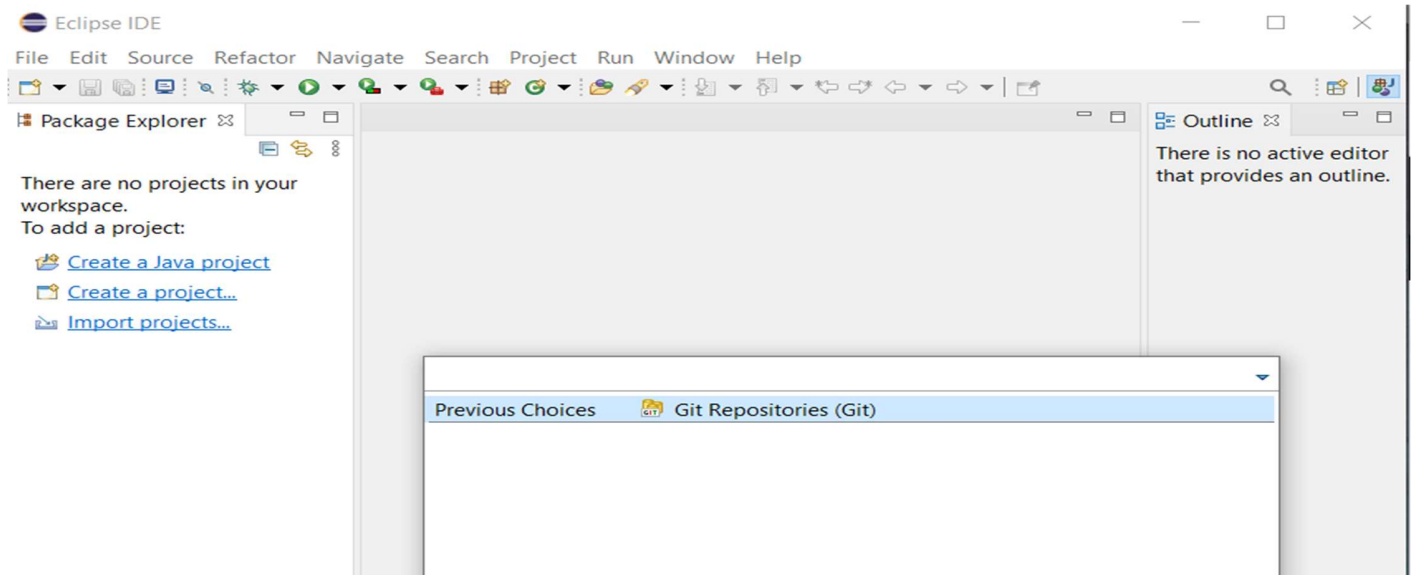 Eclipse IDE
File Edit Source Refactor Navigate Search Project Run Window Help
Package Explorer
There are no projects in your
workspace.
To add a project:
Create a Java project
Create a project...
Import projects...
Outline
There is no active editor
that provides an outline.
Previous Choices GIT Git Repositories (Git)